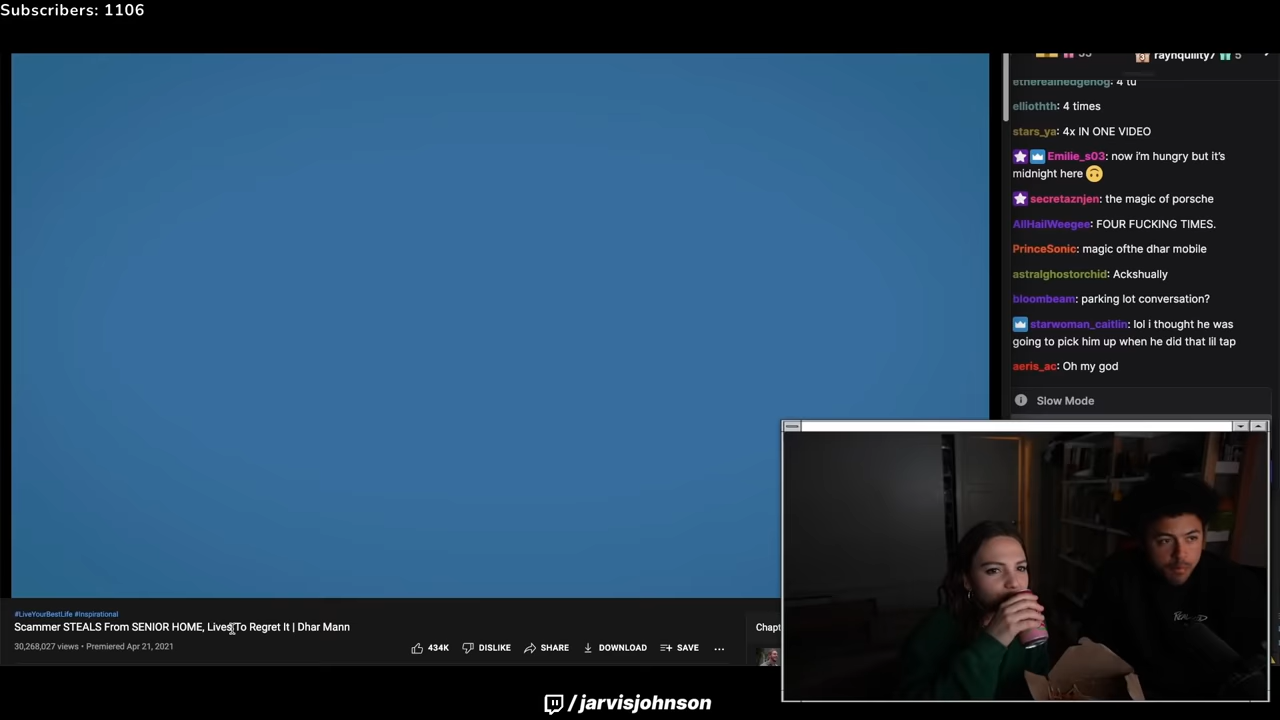 Subscribers: 1106
raynquility7 5
etherealhedgehog: 4 tu
elliothth: 4 times
stars_ya: 4x IN ONE VIDEO
Emilie_s03: now i'm hungry but it's
midnight here 🙃
secretaznjen: the magic of porsche
AllHailWeegee: FOUR FUCKING TIMES.
PrinceSonic: magic ofthe dhar mobile
astralghostorchid: Ackshually
bloombeam: parking lot conversation?
starwoman_caitlin: lol i thought he was
going to pick him up when he did that lil tap
aeris_ac: Oh my god
Slow Mode
#LiveYourBestLife #Inspirational
Scammer STEALS From SENIOR HOME, Lives To Regret It | Dhar Mann
30,268,027 views • Premiered Apr 21, 2021
434K DISLIKE SHARE DOWNLOAD SAVE ...
Chapt
/jarvisjohnson